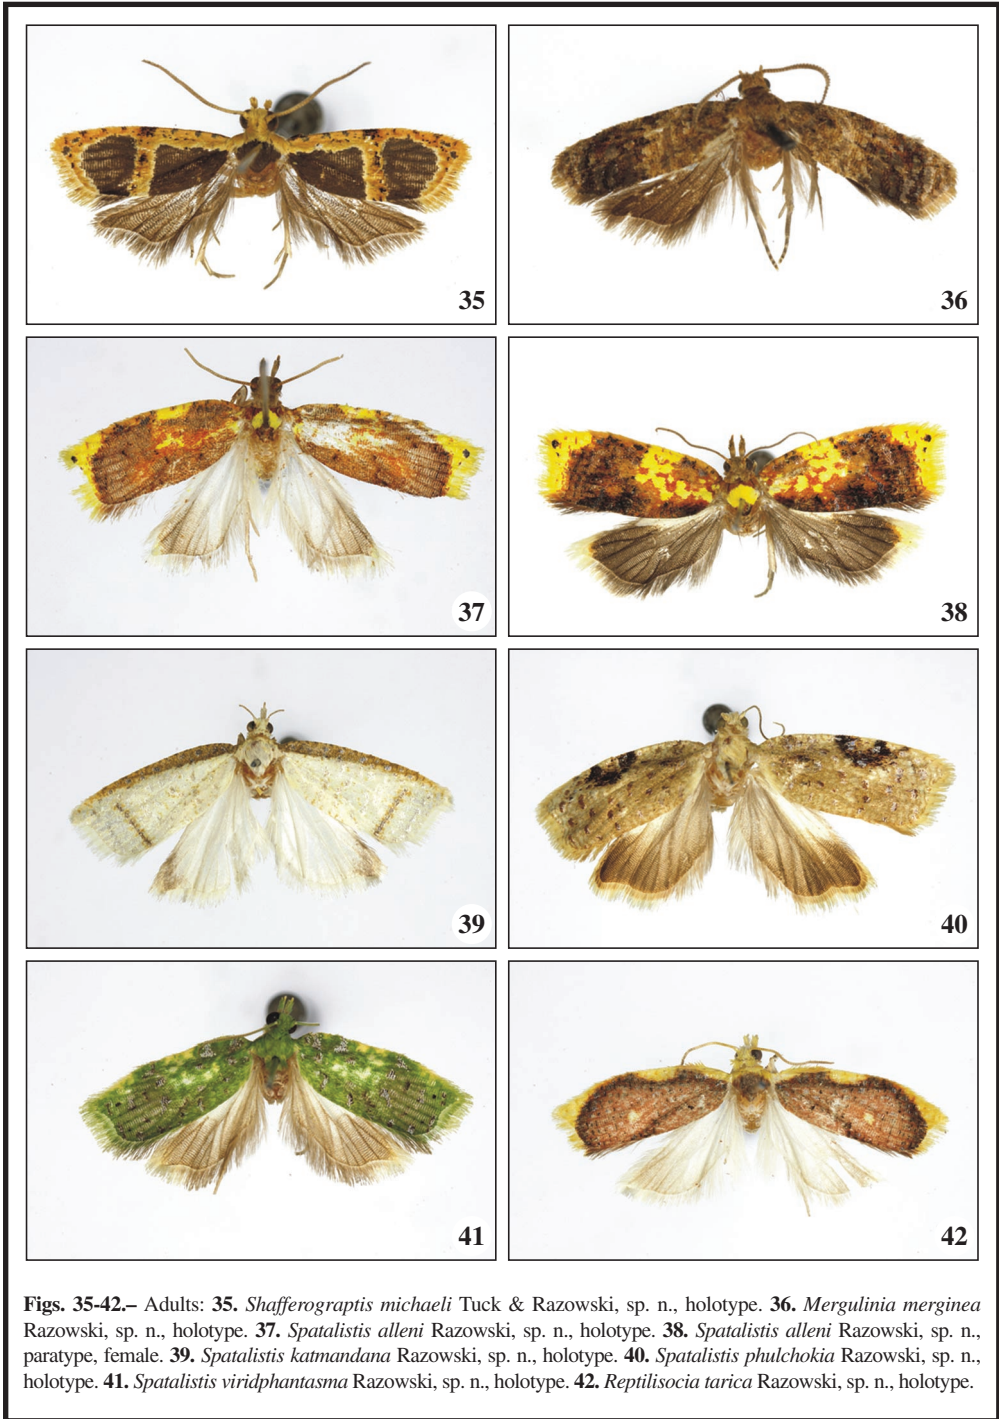 35
36
37
38
39
40
41
42
Figs. 35-42.– Adults: 35. Shafferograptis michaeli Tuck & Razowski, sp. n., holotype. 36. Mergulinia merginea
Razowski, sp. n., holotype. 37. Spatalistis alleni Razowski, sp. n., holotype. 38. Spatalistis alleni Razowski, sp. n.,
paratype, female. 39. Spatalistis katmandana Razowski, sp. n., holotype. 40. Spatalistis phulchokia Razowski, sp. n.,
holotype. 41. Spatalistis viridphantasma Razowski, sp. n., holotype. 42. Reptilisocia tarica Razowski, sp. n., holotype.